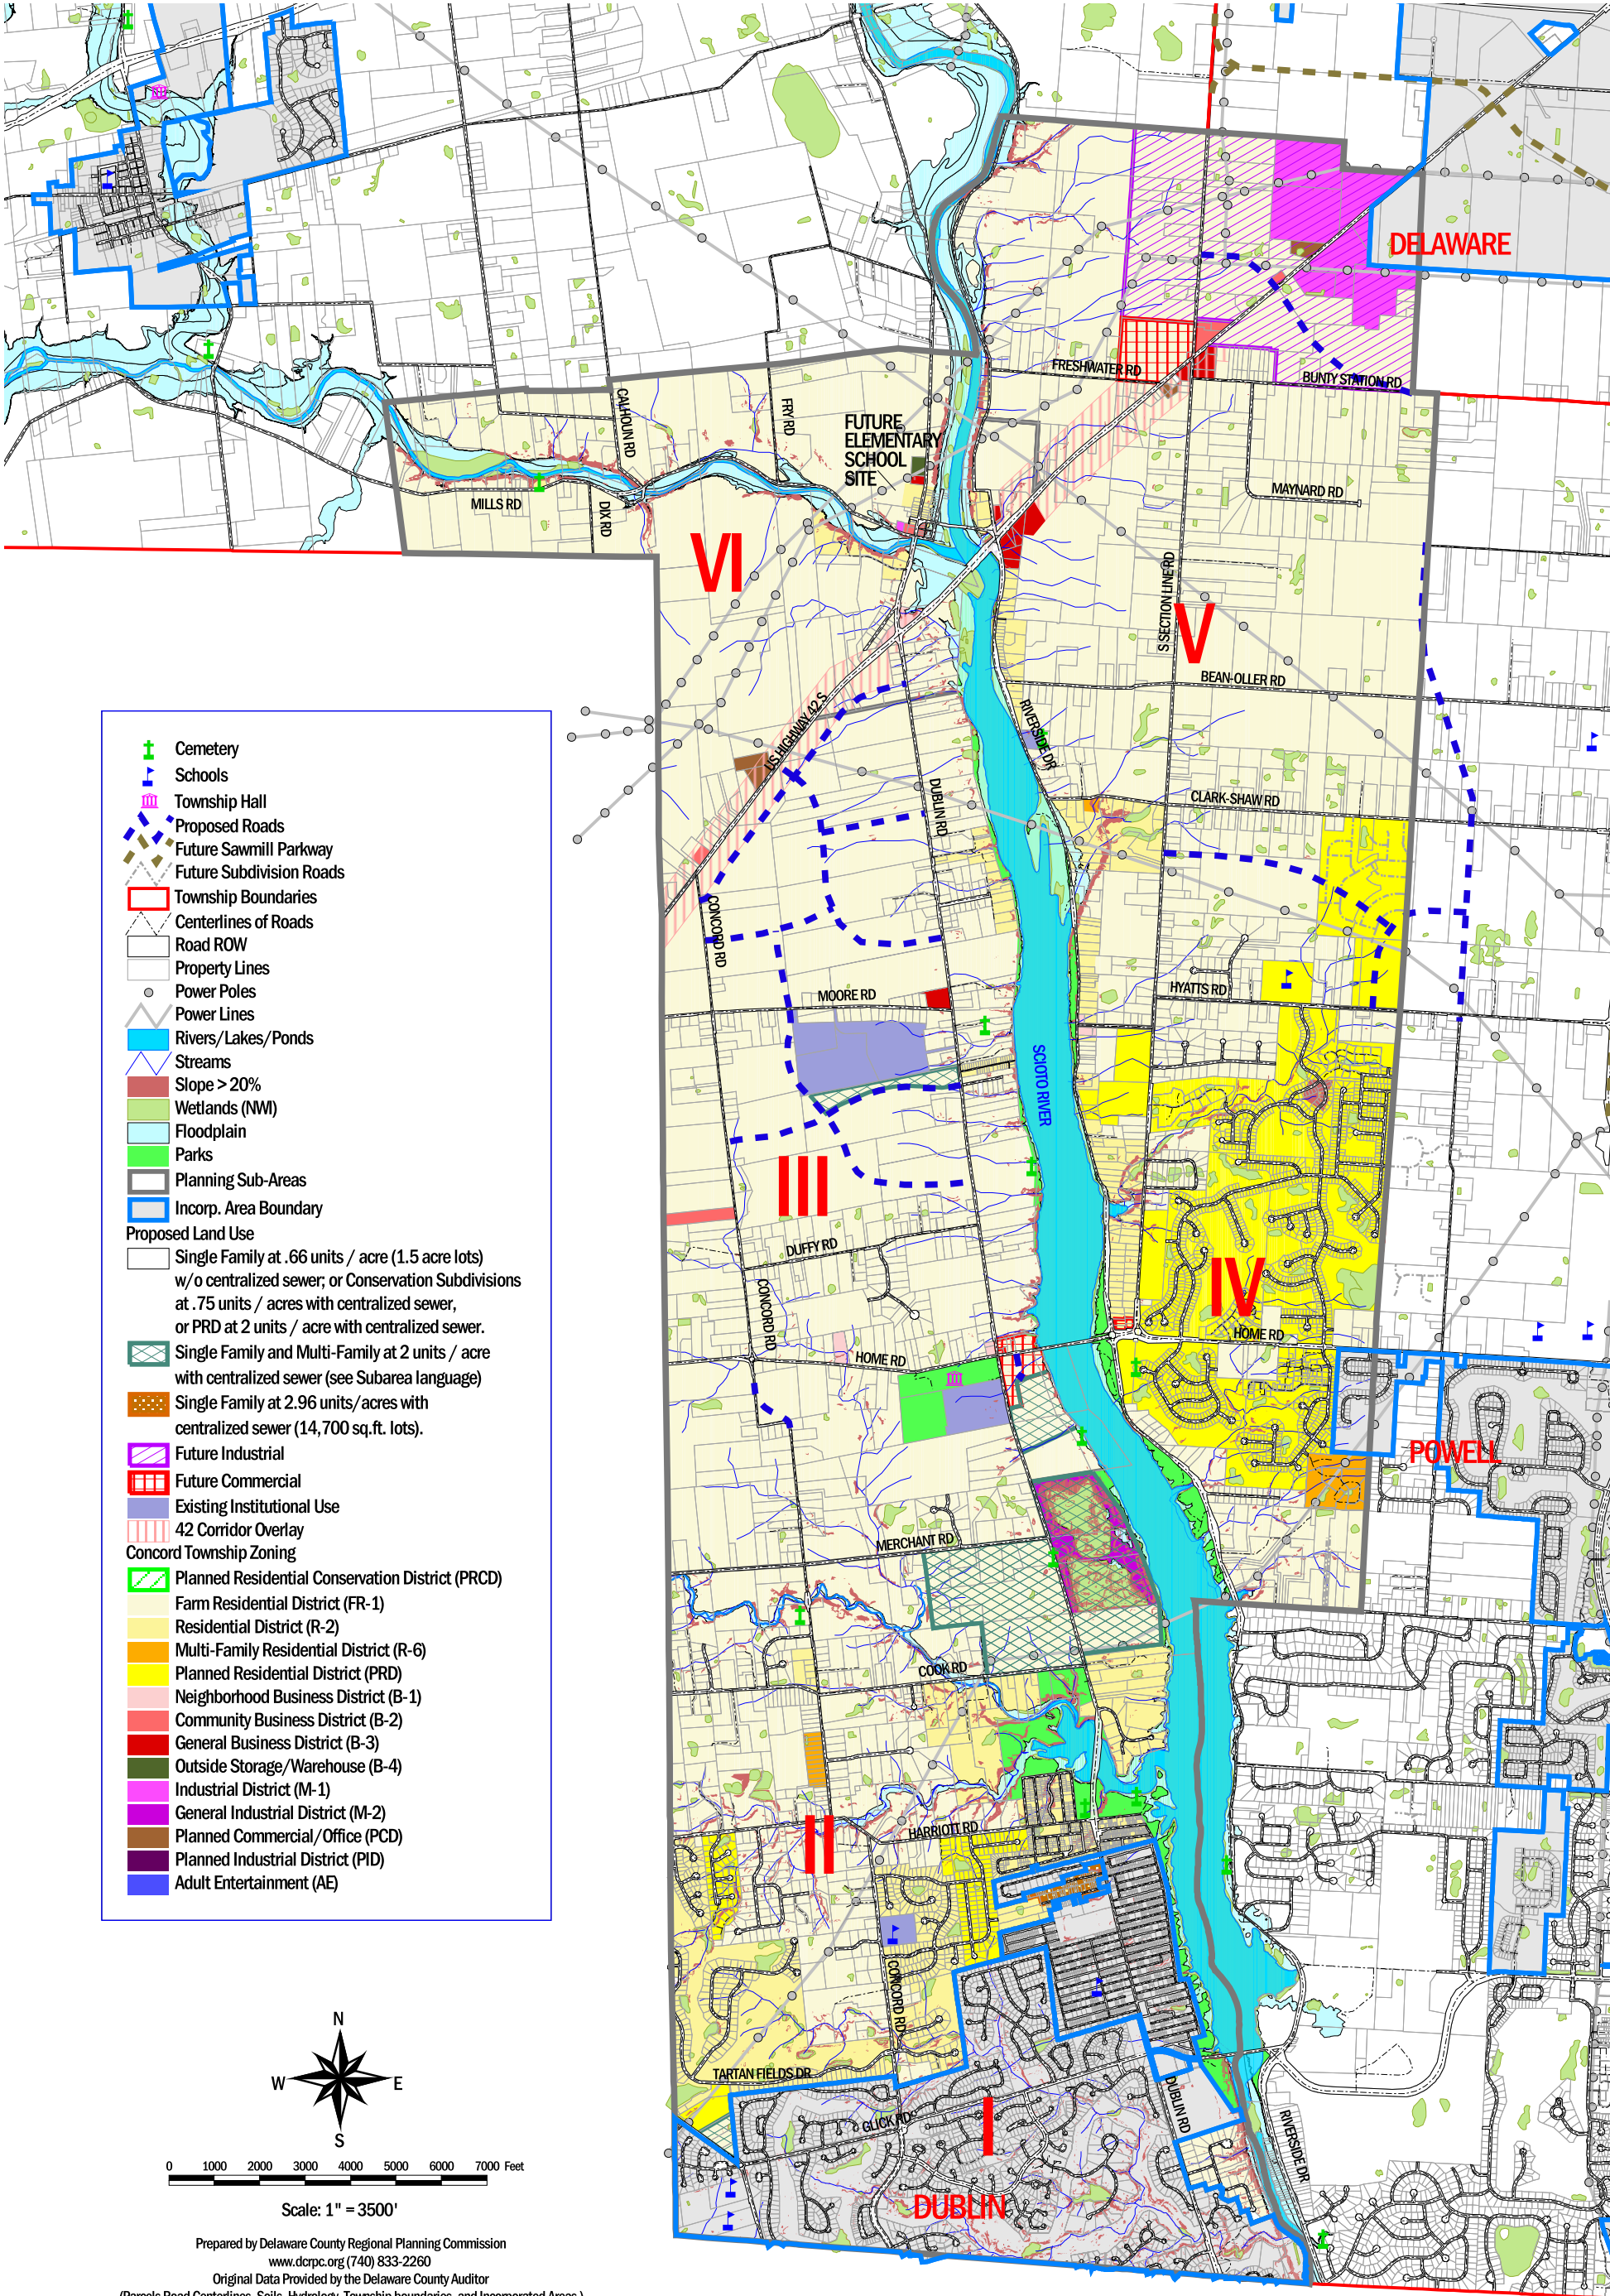 DELAWARE
FRESHWATER RD
BUNTY STATION RD
CALHOUN RD
FRY RD
FUTURE
ELEMENTARY
SCHOOL
SITE
MILLS RD
DIX RD
MAYNARD RD
VI
V
S SECTION LINE RD
BEAN-OLLER RD
US HIGHWAY 42 S
RIVERSIDE DR
DUBLIN RD
CLARK-SHAW RD
CONCORD RD
MOORE RD
HYATTS RD
SCIOTO RIVER
III
DUFFY RD
IV
CONCORD RD
HOME RD
HOME RD
POWELL
MERCHANT RD
COOK RD
II
HARRIOTT RD
CONCORD RD
TARTAN FIELDS DR
GLICK RD
I
DUBLIN RD
RIVERSIDE DR
DUBLIN
Cemetery
Schools
Township Hall
Proposed Roads
Future Sawmill Parkway
Future Subdivision Roads
Township Boundaries
Centerlines of Roads
Road ROW
Property Lines
Power Poles
Power Lines
Rivers/Lakes/Ponds
Streams
Slope > 20%
Wetlands (NWI)
Floodplain
Parks
Planning Sub-Areas
Incorp. Area Boundary
Proposed Land Use
Single Family at .66 units / acre (1.5 acre lots)
w/o centralized sewer; or Conservation Subdivisions
at .75 units / acres with centralized sewer,
or PRD at 2 units / acre with centralized sewer.
Single Family and Multi-Family at 2 units / acre
with centralized sewer (see Subarea language)
Single Family at 2.96 units/acres with
centralized sewer (14,700 sq.ft. lots).
Future Industrial
Future Commercial
Existing Institutional Use
42 Corridor Overlay
Concord Township Zoning
Planned Residential Conservation District (PRCD)
Farm Residential District (FR-1)
Residential District (R-2)
Multi-Family Residential District (R-6)
Planned Residential District (PRD)
Neighborhood Business District (B-1)
Community Business District (B-2)
General Business District (B-3)
Outside Storage/Warehouse (B-4)
Industrial District (M-1)
General Industrial District (M-2)
Planned Commercial/Office (PCD)
Planned Industrial District (PID)
Adult Entertainment (AE)
N
W E
S
0 1000 2000 3000 4000 5000 6000 7000 Feet
Scale: 1" = 3500'
Prepared by Delaware County Regional Planning Commission
www.dcrpc.org (740) 833-2260
Original Data Provided by the Delaware County Auditor
(Parcels Road Centerlines, Soils, Hydrology, Township boundaries, and Incorporated Areas.)